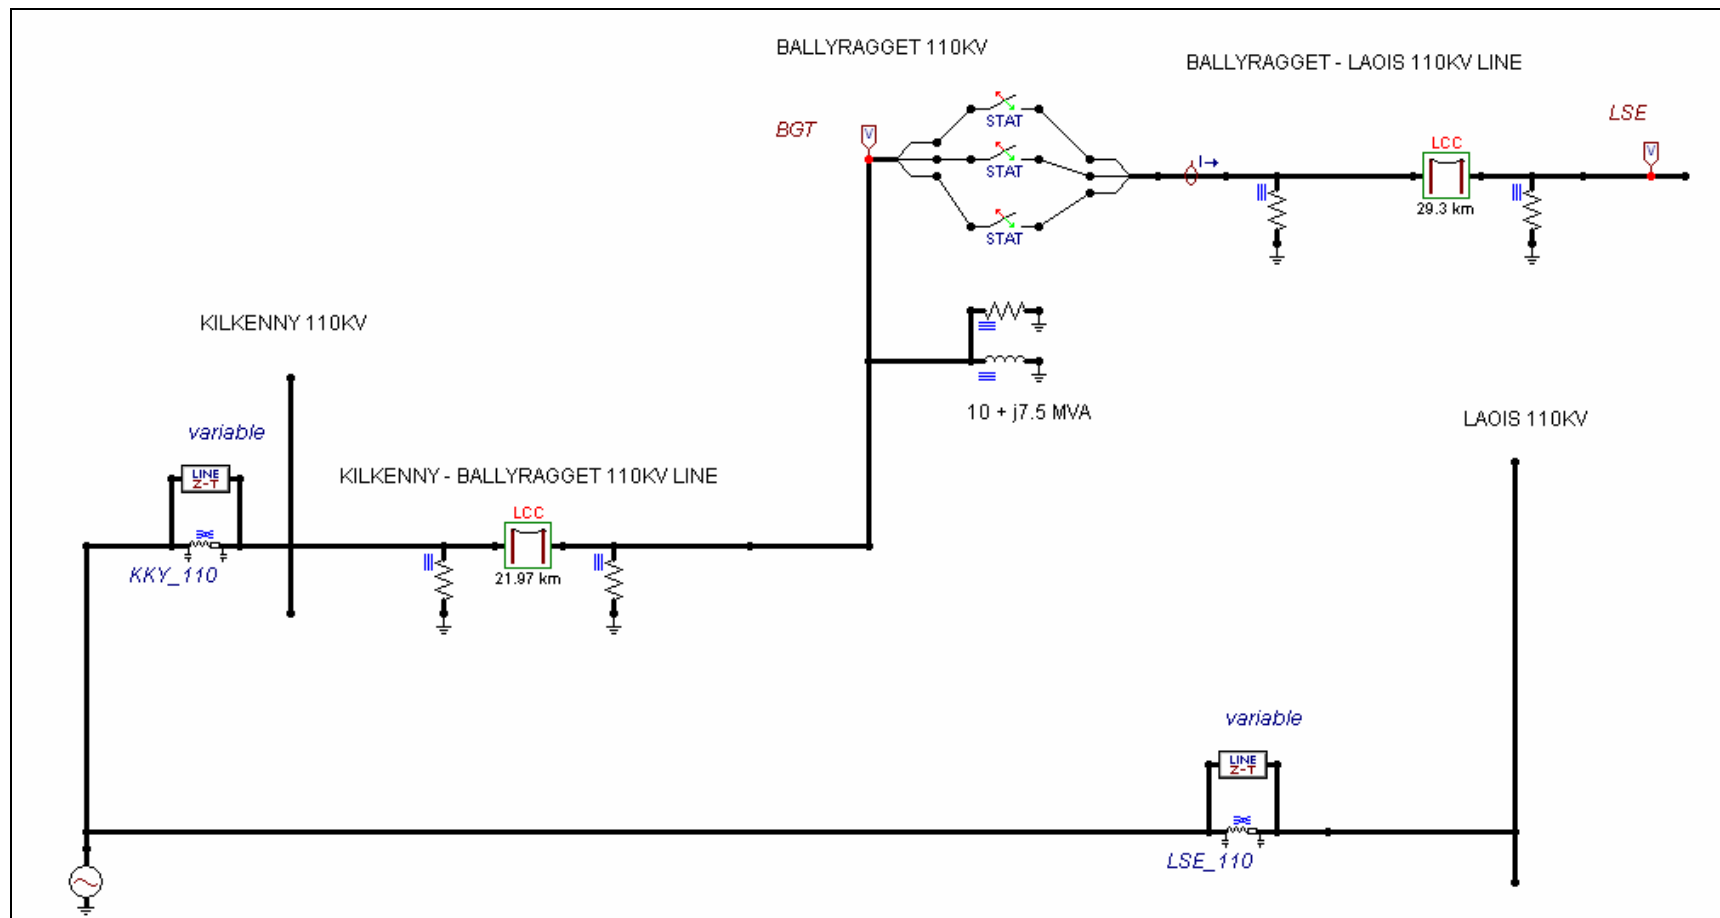 BALLYRAGGET 110KV
BALLYRAGGET - LAOIS 110KV LINE
BGT
V
STAT
STAT
STAT
I
LCC
29.3 km
LSE
V
KILKENNY 110KV
10 + j7.5 MVA
LAOIS 110KV
variable
LINE
Z-T
KKY_110
KILKENNY - BALLYRAGGET 110KV LINE
LCC
21.97 km
variable
LINE
Z-T
LSE_110